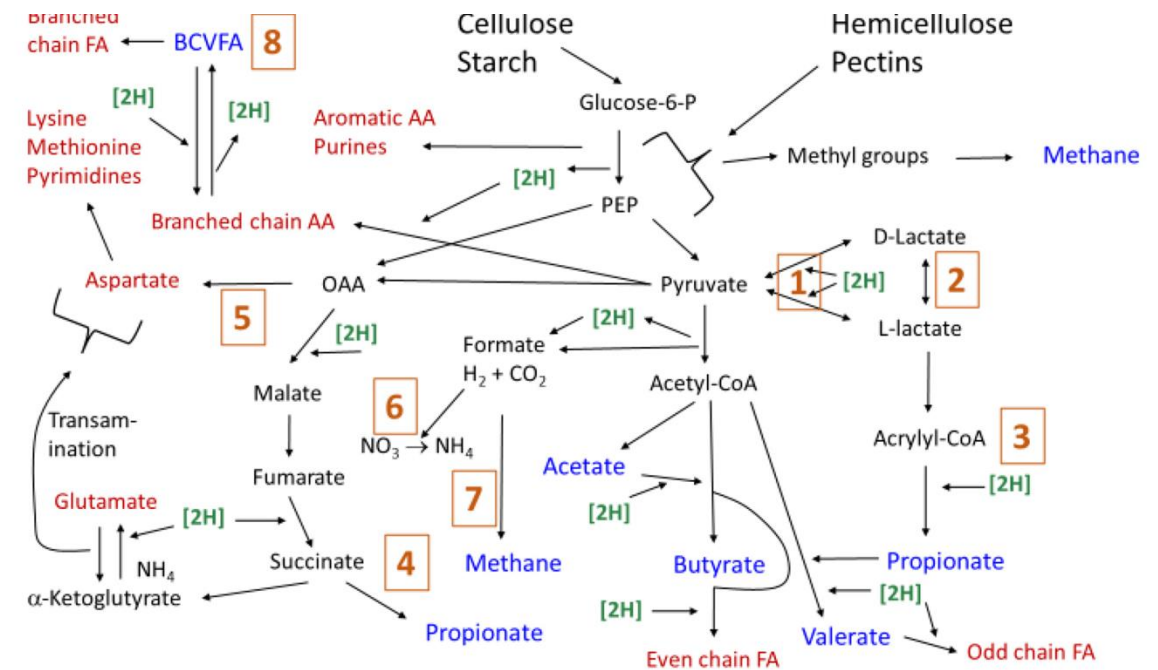 Branched
chain FA
BCVFA
8
Cellulose
Starch
Hemicellulose
Pectins
[2H]
[2H]
Glucose-6-P
Lysine
Methionine
Pyrimidines
Aromatic AA
Purines
Methyl groups
Methane
[2H]
PEP
Branched chain AA
D-Lactate
Aspartate
OAA
Pyruvate
1
[2H]
2
5
[2H]
[2H]
L-lactate
Formate
H₂ + CO₂
Acetyl-CoA
Malate
6
Transam-
ination
NO₃ → NH₄
Acrylyl-CoA
3
Fumarate
Acetate
7
Glutamate
[2H]
[2H]
[2H]
Succinate
4
Methane
Butyrate
Propionate
NH₄
α-Ketoglutyrate
[2H]
[2H]
Propionate
Valerate
Even chain FA
Odd chain FA